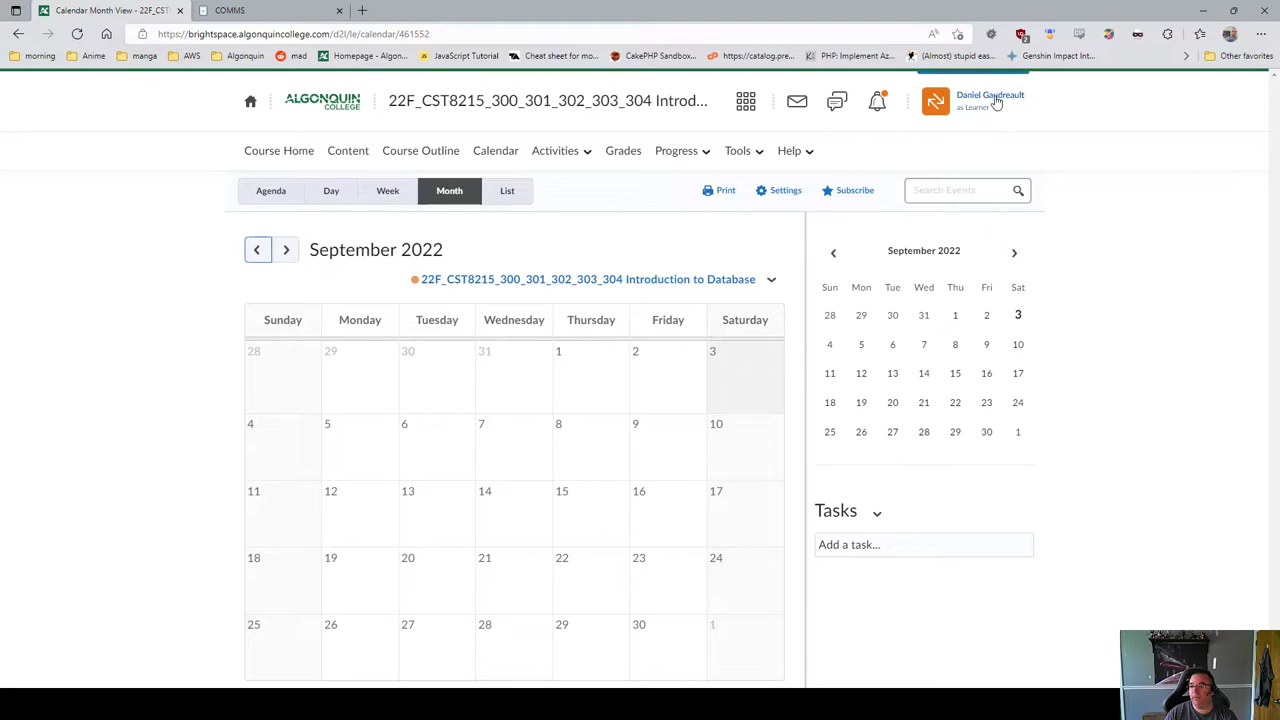 Calendar Month View - 22F_CST
COMMS
https://brightspace.algonquincollege.com/d2l/le/calendar/461552
morning
Anime
manga
AWS
Algonquin
mad
Homepage - Algon...
JavaScript Tutorial
Cheat sheet for mo...
CakePHP Sandbox...
https://catalog.pre...
PHP: Implement Az...
(Almost) stupid eas...
Genshin Impact Int...
Other favorites
ALGONQUIN
COLLEGE
22F_CST8215_300_301_302_303_304 Introd...
Daniel Gaudreault
as Learner
Course Home Content Course Outline Calendar Activities Grades Progress Tools Help
Agenda Day Week Month List
Print Settings Subscribe
Search Events
September 2022
22F_CST8215_300_301_302_303_304 Introduction to Database
Sunday Monday Tuesday Wednesday Thursday Friday Saturday
28 29 30 31 1 2 3
4 5 6 7 8 9 10
11 12 13 14 15 16 17
18 19 20 21 22 23 24
25 26 27 28 29 30 1
September 2022
Sun Mon Tue Wed Thu Fri Sat
28 29 30 31 1 2 3
4 5 6 7 8 9 10
11 12 13 14 15 16 17
18 19 20 21 22 23 24
25 26 27 28 29 30 1
Tasks
Add a task...